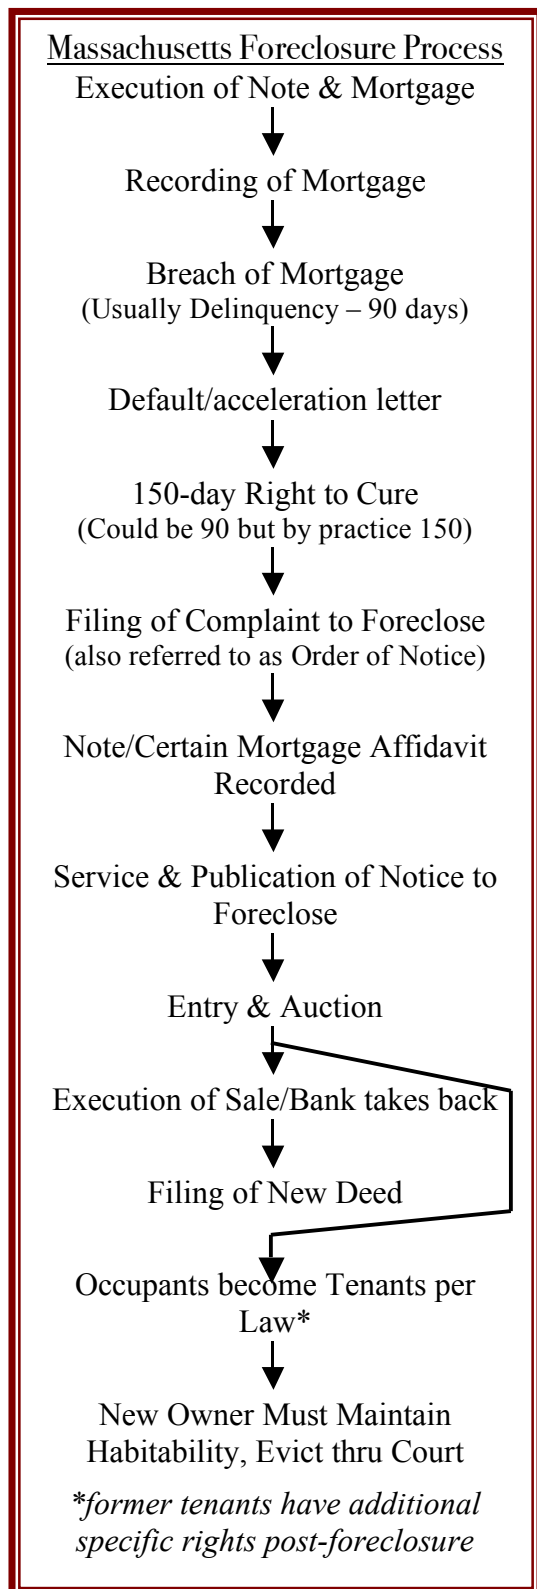 Massachusetts Foreclosure Process
Execution of Note & Mortgage
Recording of Mortgage
Breach of Mortgage
(Usually Delinquency – 90 days)
Default/acceleration letter
150-day Right to Cure
(Could be 90 but by practice 150)
Filing of Complaint to Foreclose
(also referred to as Order of Notice)
Note/Certain Mortgage Affidavit
Recorded
Service & Publication of Notice to
Foreclose
Entry & Auction
Execution of Sale/Bank takes back
Filing of New Deed
Occupants become Tenants per
Law*
New Owner Must Maintain
Habitability, Evict thru Court
*former tenants have additional
specific rights post-foreclosure